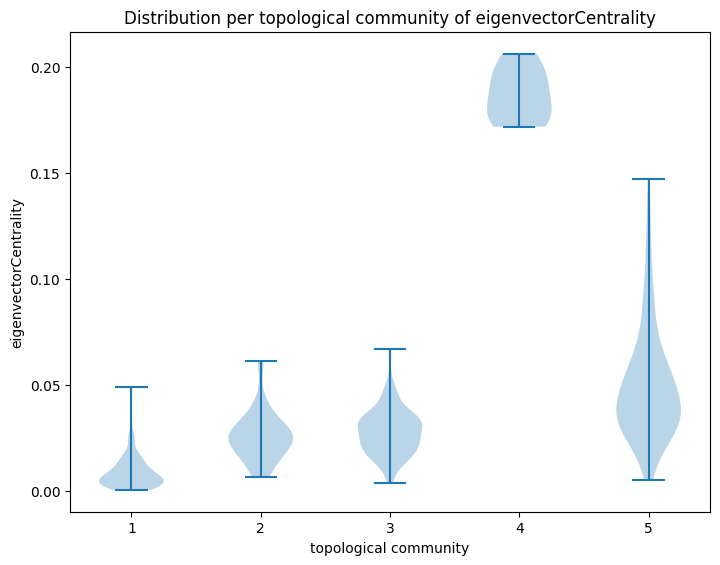 Distribution per topological community of eigenvectorCentrality
0.20
0.15
0.10
0.05
0.00
eigenvectorCentrality
1 2 3 4 5
topological community